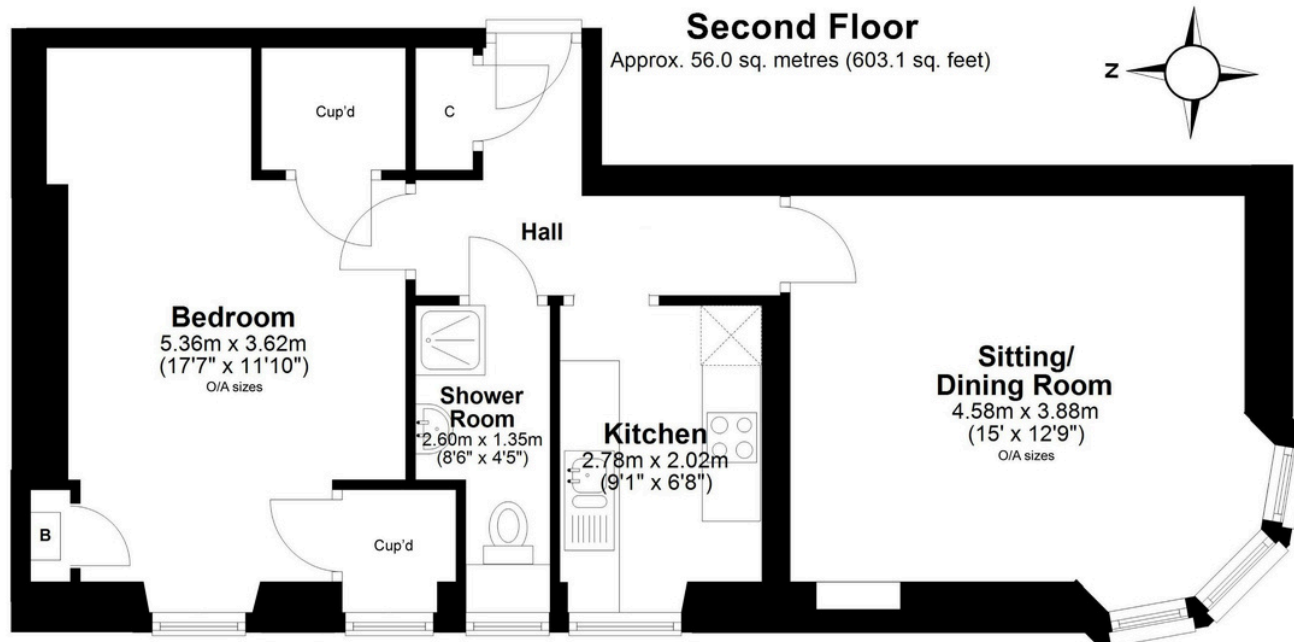 Second Floor
Approx. 56.0 sq. metres (603.1 sq. feet)
N
Cup'd
C
Hall
Bedroom
5.36m x 3.62m
(17'7" x 11'10")
O/A sizes
Shower
Room
2.60m x 1.35m
(8'6" x 4'5")
Kitchen
2.78m x 2.02m
(9'1" x 6'8")
Sitting/
Dining Room
4.58m x 3.88m
(15' x 12'9")
O/A sizes
B
Cup'd